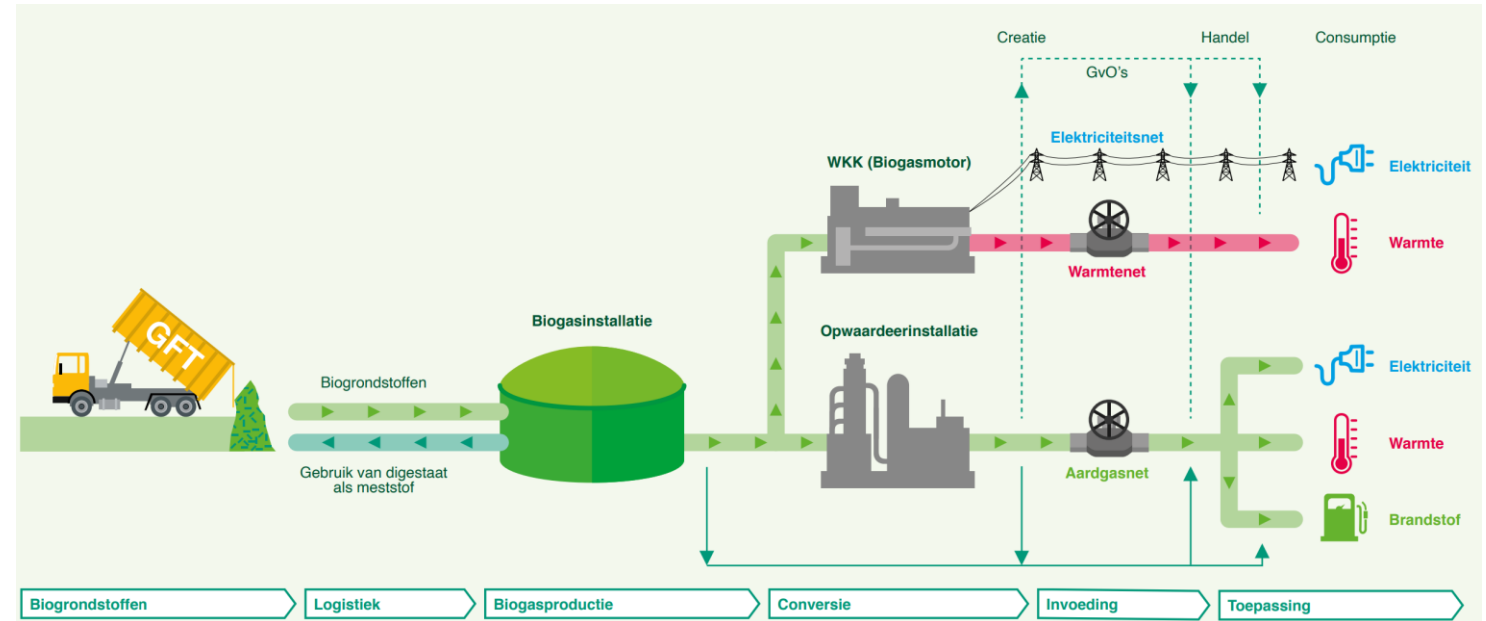 Creatie
Handel
Consumptie
GvO's
Elektriciteitsnet
WKK (Biogasmotor)
Elektriciteit
Warmte
Warmtenet
GFT
Biogasinstallatie
Opwaardeerinstallatie
Biogrondstoffen
Elektriciteit
Gebruik van digestaat
als meststof
Aardgasnet
Warmte
Brandstof
Biogrondstoffen
Logistiek
Biogasproductie
Conversie
Invoeding
Toepassing